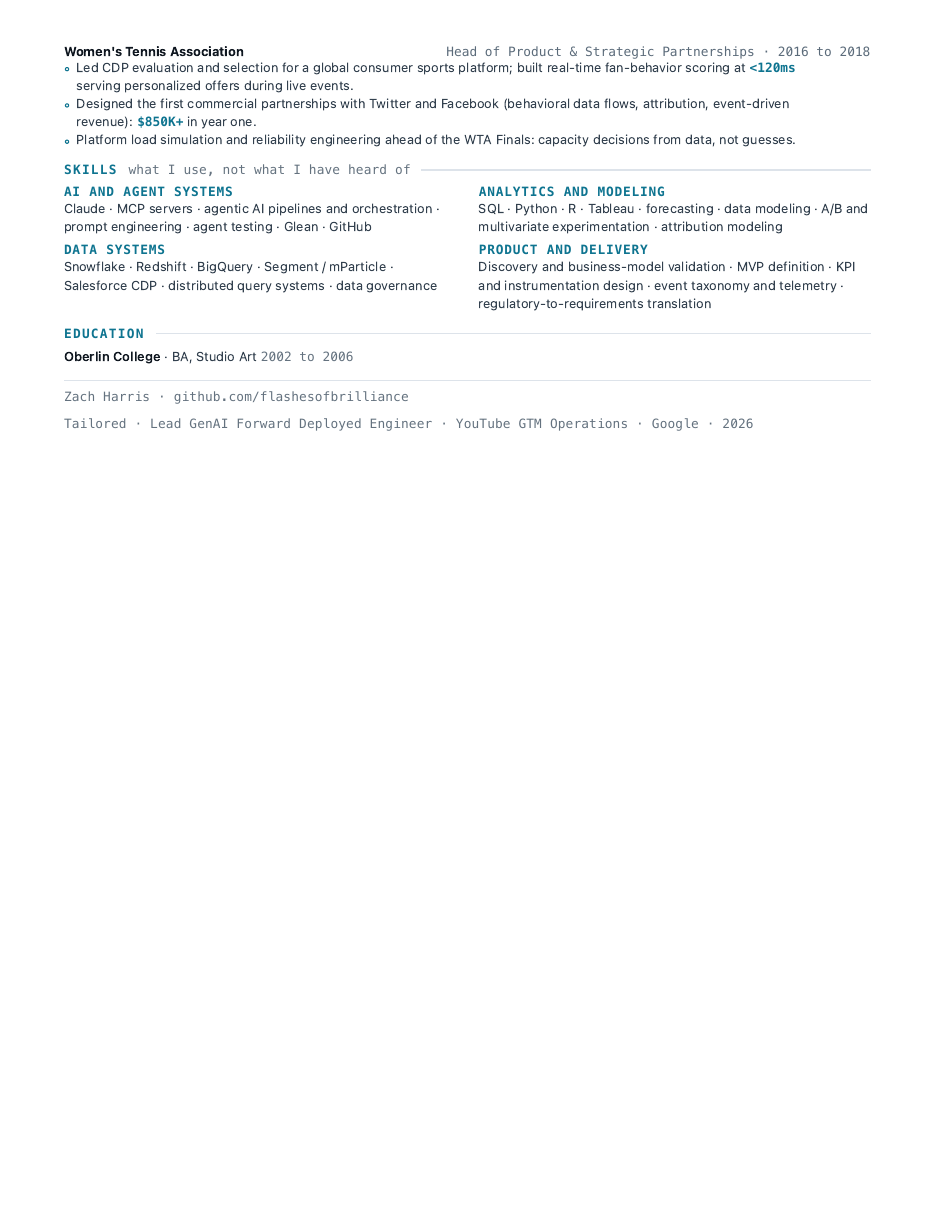 Women's Tennis Association Head of Product & Strategic Partnerships · 2016 to 2018
Led CDP evaluation and selection for a global consumer sports platform; built real-time fan-behavior scoring at <120ms
serving personalized offers during live events.
Designed the first commercial partnerships with Twitter and Facebook (behavioral data flows, attribution, event-driven
revenue): $850K+ in year one.
Platform load simulation and reliability engineering ahead of the WTA Finals: capacity decisions from data, not guesses.
SKILLS what I use, not what I have heard of
AI AND AGENT SYSTEMS
Claude · MCP servers · agentic AI pipelines and orchestration ·
prompt engineering · agent testing · Glean · GitHub
ANALYTICS AND MODELING
SQL · Python · R · Tableau · forecasting · data modeling · A/B and
multivariate experimentation · attribution modeling
DATA SYSTEMS
Snowflake · Redshift · BigQuery · Segment / mParticle ·
Salesforce CDP · distributed query systems · data governance
PRODUCT AND DELIVERY
Discovery and business-model validation · MVP definition · KPI
and instrumentation design · event taxonomy and telemetry ·
regulatory-to-requirements translation
EDUCATION
Oberlin College · BA, Studio Art 2002 to 2006
Zach Harris · github.com/flashesofbrilliance
Tailored · Lead GenAI Forward Deployed Engineer · YouTube GTM Operations · Google · 2026